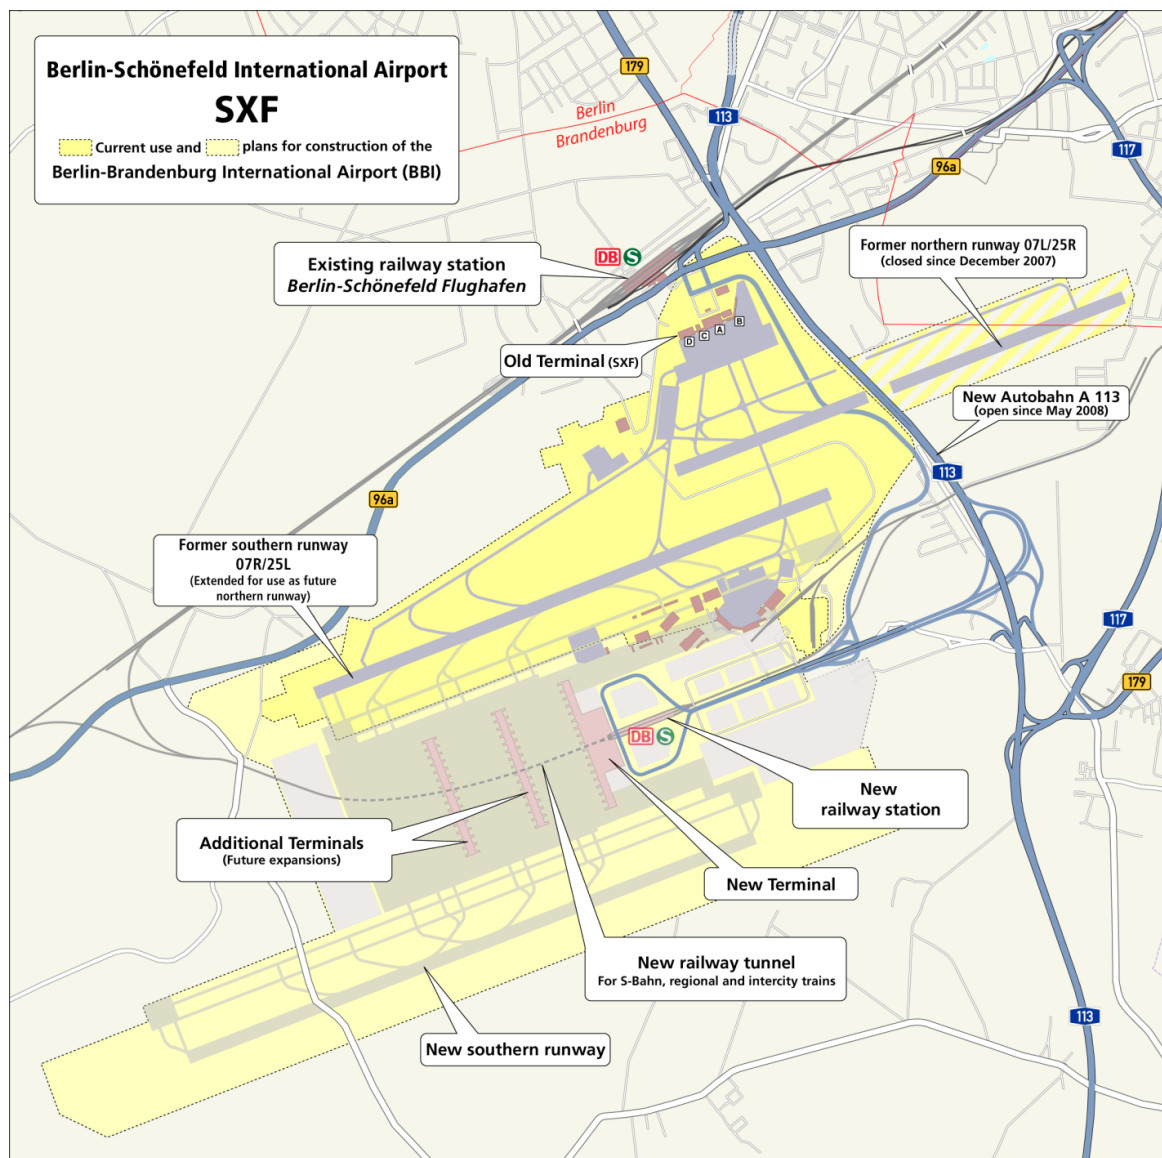 Berlin-Schönefeld International Airport
SXF
Current use and plans for construction of the
Berlin-Brandenburg International Airport (BBI)
179
113
Berlin
Brandenburg
117
96a
Existing railway station
Berlin-Schönefeld Flughafen
DB S
Former northern runway 07L/25R
(closed since December 2007)
D C A B
Old Terminal (SXF)
New Autobahn A 113
(open since May 2008)
113
96a
Former southern runway
07R/25L
(Extended for use as future
northern runway)
117
179
DB S
New
railway station
Additional Terminals
(Future expansions)
New Terminal
New railway tunnel
For S-Bahn, regional and intercity trains
113
New southern runway